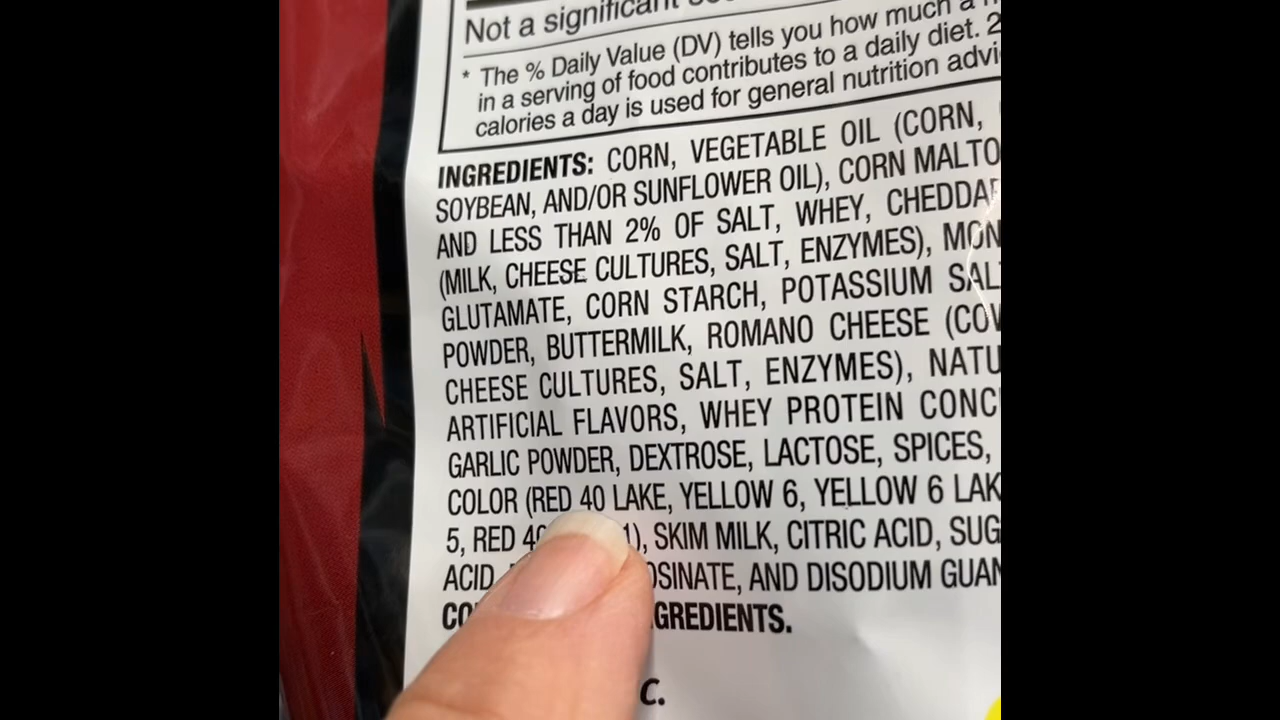 Not a significant
* The % Daily Value (DV) tells you how much a
in a serving of food contributes to a daily diet. 2
calories a day is used for general nutrition advi
INGREDIENTS: CORN, VEGETABLE OIL (CORN,
SOYBEAN, AND/OR SUNFLOWER OIL), CORN MALTO
AND LESS THAN 2% OF SALT, WHEY, CHEDDA
(MILK, CHEESE CULTURES, SALT, ENZYMES), MON
GLUTAMATE, CORN STARCH, POTASSIUM SAL
POWDER, BUTTERMILK, ROMANO CHEESE (COW
CHEESE CULTURES, SALT, ENZYMES), NATU
ARTIFICIAL FLAVORS, WHEY PROTEIN CONC
GARLIC POWDER, DEXTROSE, LACTOSE, SPICES,
COLOR (RED 40 LAKE, YELLOW 6, YELLOW 6 LAK
5, RED 40 1), SKIM MILK, CITRIC ACID, SUG
ACID, OSINATE, AND DISODIUM GUAN
CO GREDIENTS.
C.